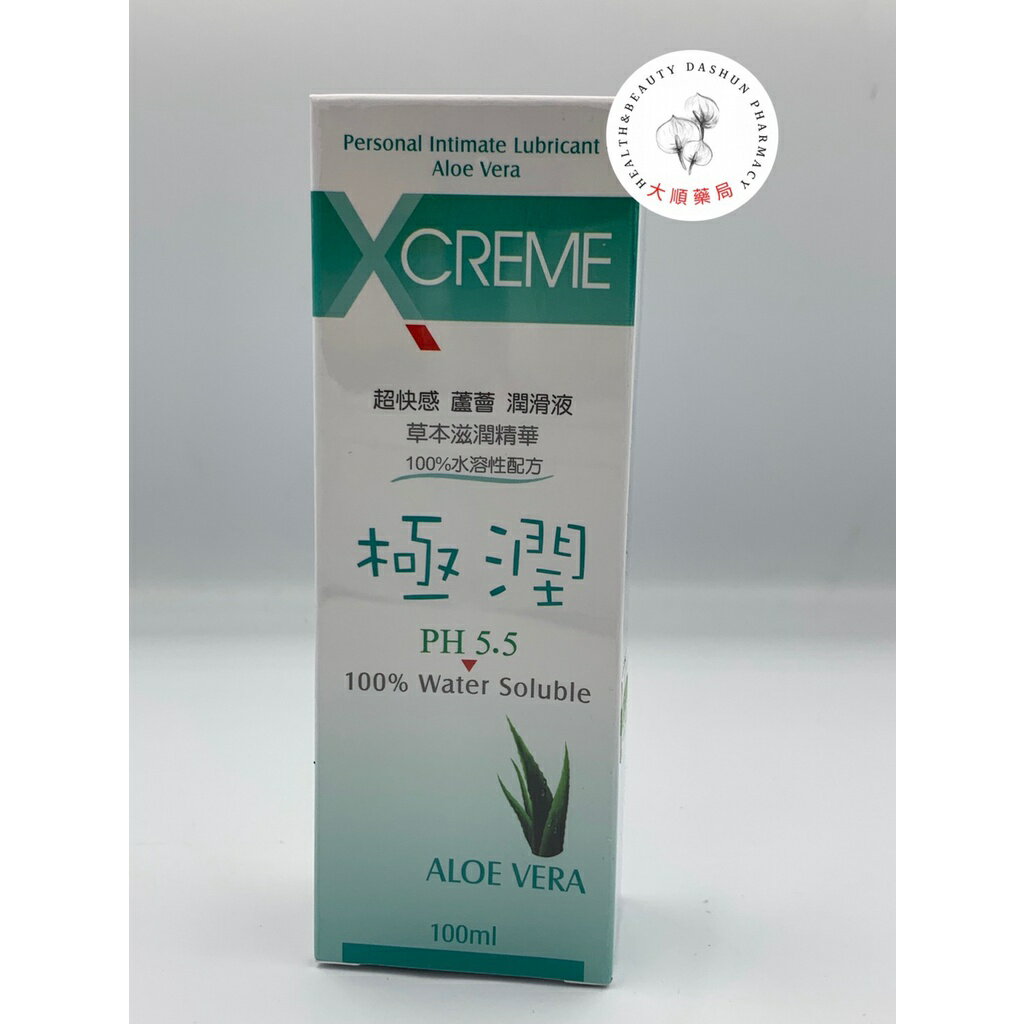 Personal Intimate Lubricant
Aloe Vera
XCREME
超快感 蘆薈 潤滑液
草本滋潤精華
100%水溶性配方
極潤
PH 5.5
100% Water Soluble
ALOE VERA
100ml
HEALTH&BEAUTY DASHUN PHARMACY
大順藥局